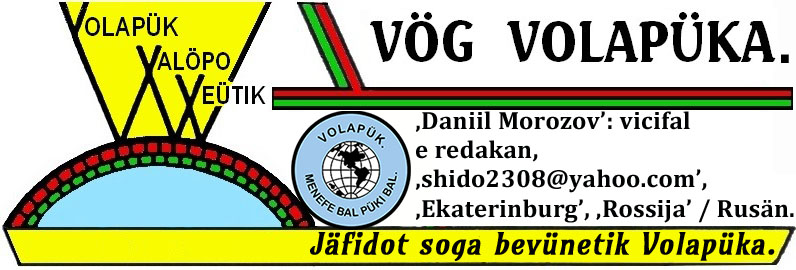 VOLAPÜK
VALÖPO
VEÜTIK
VÖG VOLAPÜKA.
VOLAPÜK.
MENEFE BAL PÜKI BAL.
‚Daniil Morozov’: vicifal
e redakan,
‚shido2308@yahoo.com’,
‚Ekaterinburg’, ‚Rossija’ / Rusän.
Jäfidot soga bevünetik Volapüka.